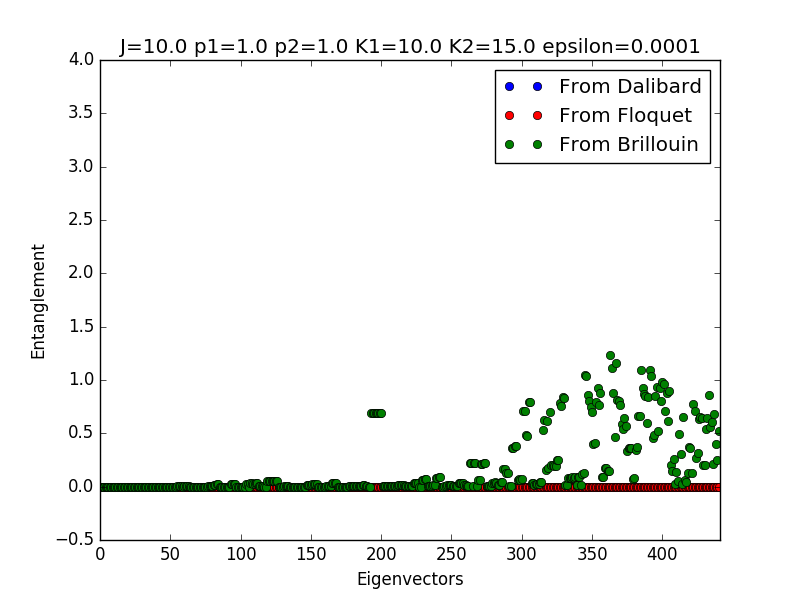 J=10.0 p1=1.0 p2=1.0 K1=10.0 K2=15.0 epsilon=0.0001
4.0
3.5
3.0
2.5
2.0
1.5
1.0
0.5
0.0
−0.5
Entanglement
From Dalibard
From Floquet
From Brillouin
0 50 100 150 200 250 300 350 400
Eigenvectors